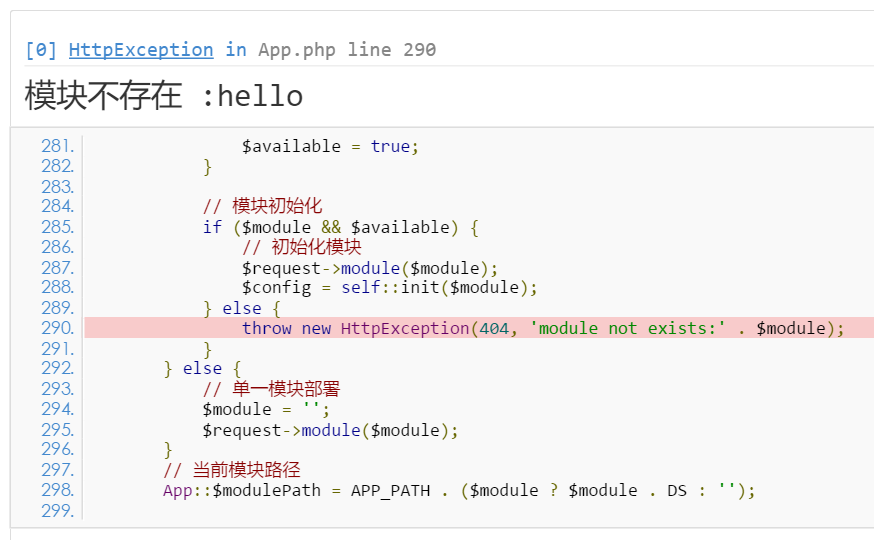 [0] HttpException in App.php line 290
模块不存在 :hello
281. $available = true;
282. }
283.
284. // 模块初始化
285. if ($module && $available) {
286. // 初始化模块
287. $request->module($module);
288. $config = self::init($module);
289. } else {
290. throw new HttpException(404, 'module not exists:' . $module);
291. }
292. } else {
293. // 单一模块部署
294. $module = '';
295. $request->module($module);
296. }
297. // 当前模块路径
298. App::$modulePath = APP_PATH . ($module ? $module . DS : '');
299.